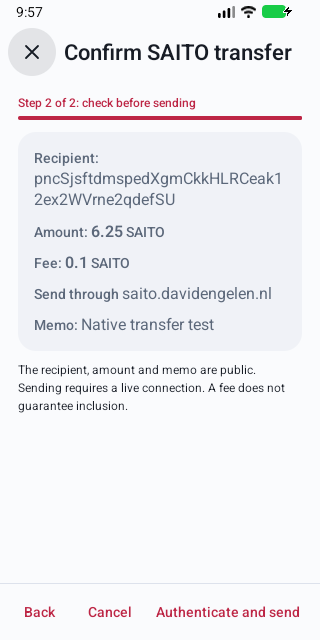 9:57
Confirm SAITO transfer
Step 2 of 2: check before sending
Recipient:
pncSjsftdmspedXgmCkkHLRCeak1
2ex2WVrne2qdefSU
Amount: 6.25 SAITO
Fee: 0.1 SAITO
Send through saito.davidengelen.nl
Memo: Native transfer test
The recipient, amount and memo are public.
Sending requires a live connection. A fee does not
guarantee inclusion.
Back Cancel Authenticate and send